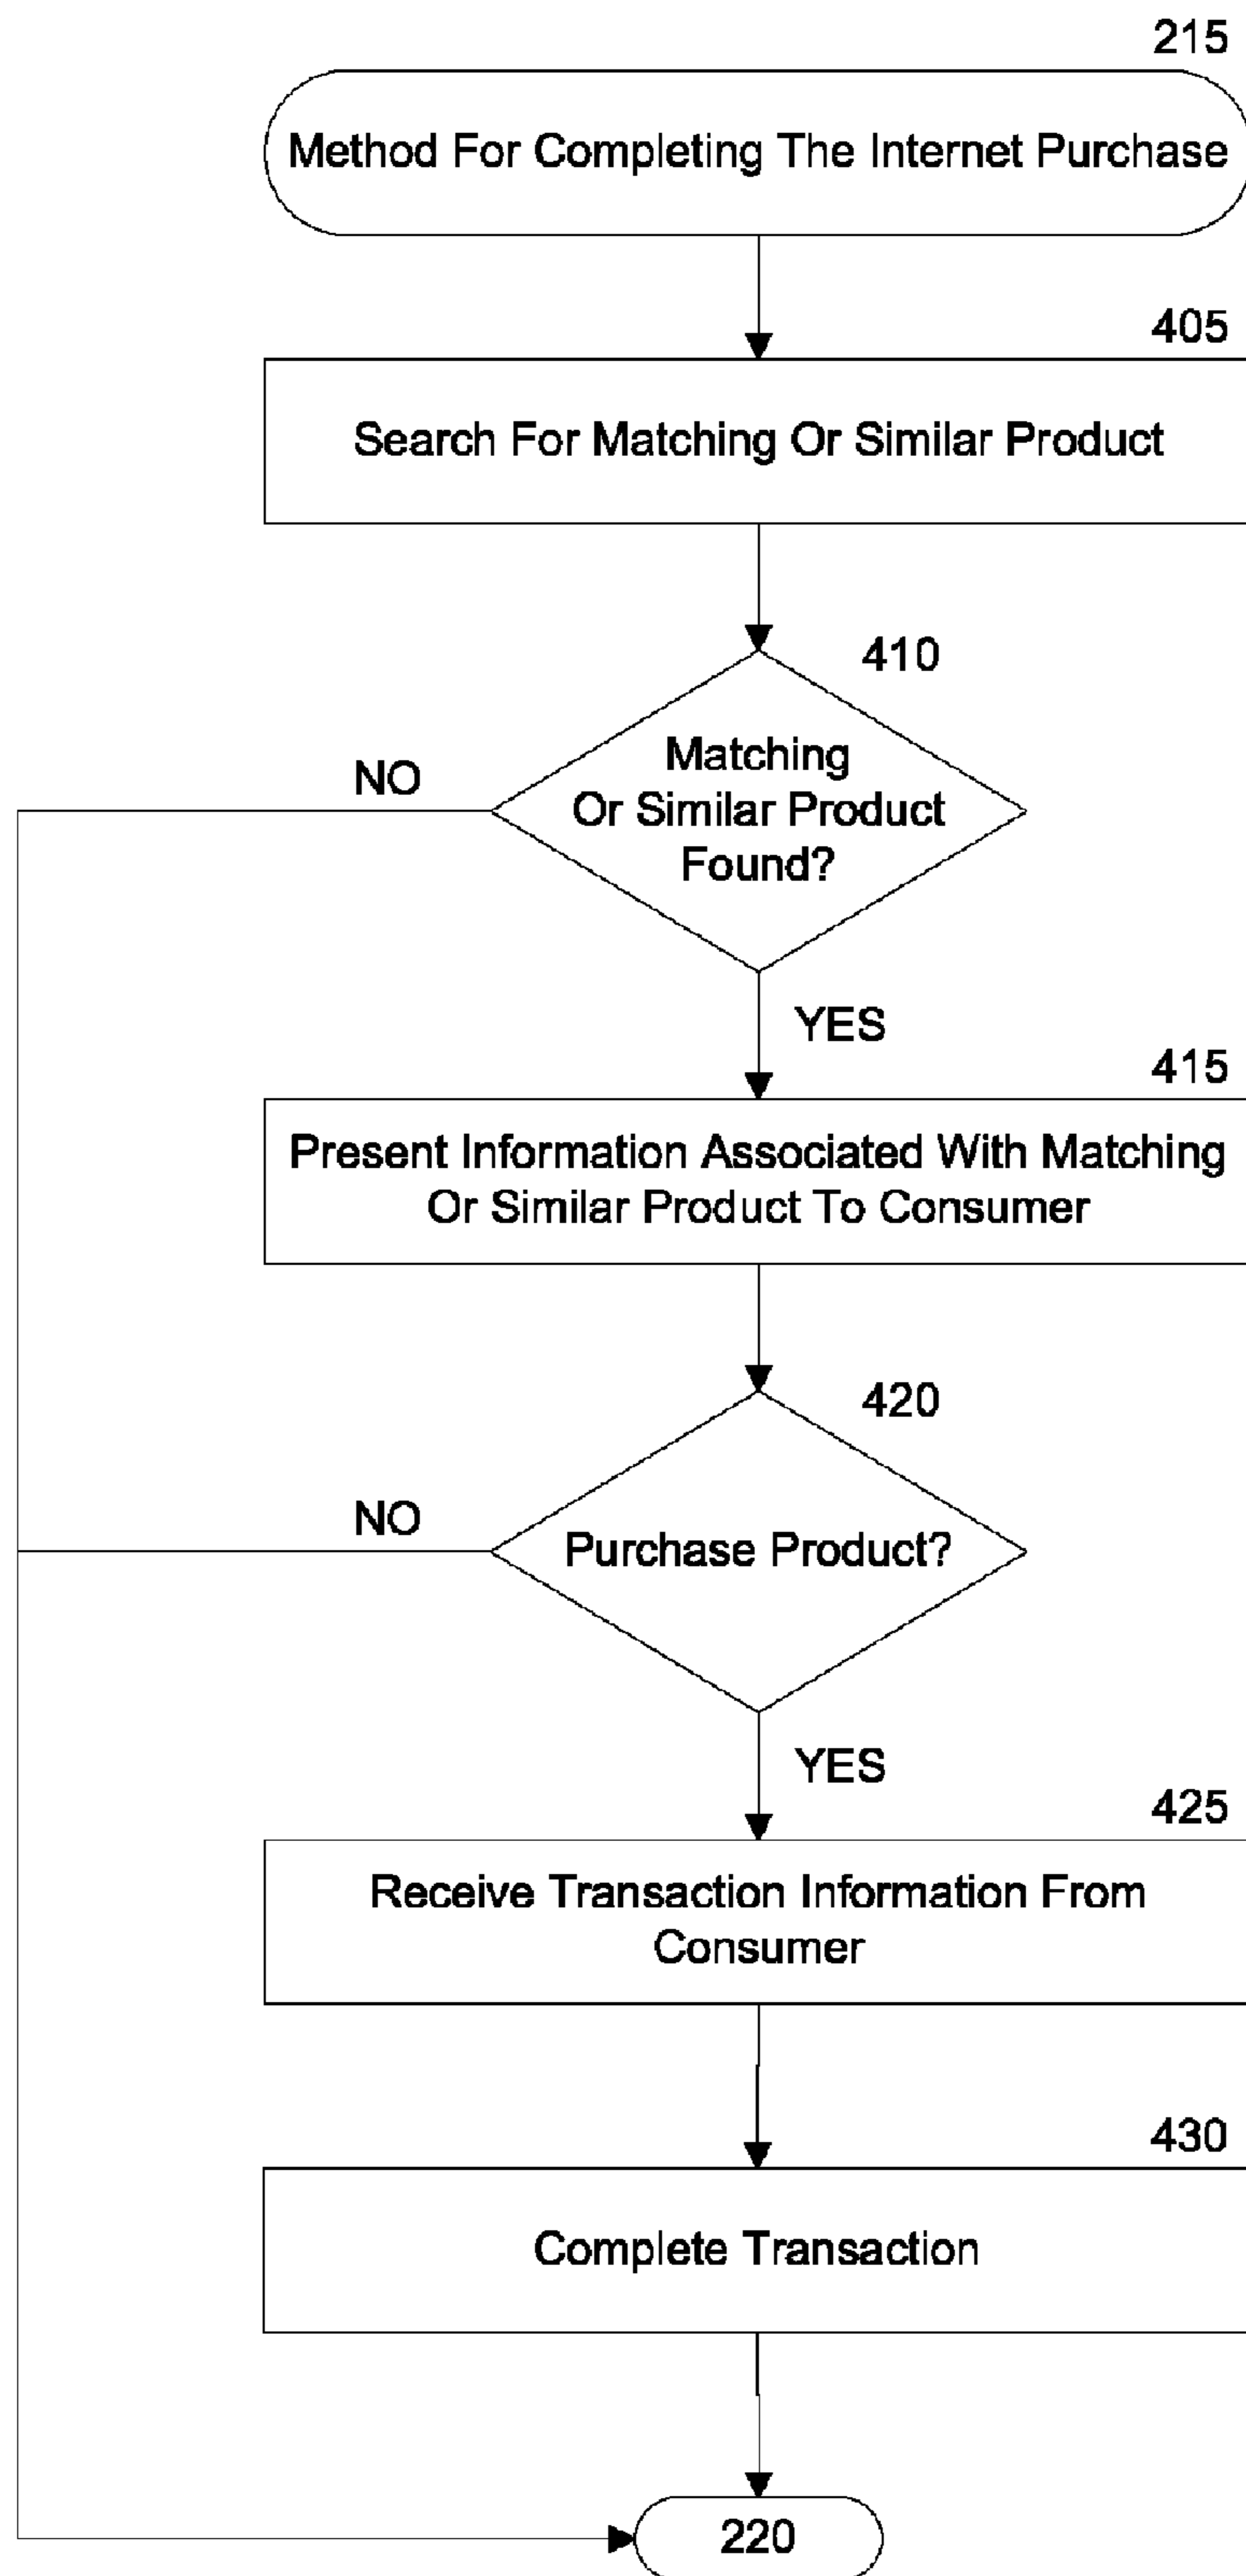 215
Method For Completing The Internet Purchase
405
Search For Matching Or Similar Product
410
Matching
Or Similar Product
Found?
NO
YES
415
Present Information Associated With Matching
Or Similar Product To Consumer
420
Purchase Product?
NO
YES
425
Receive Transaction Information From
Consumer
430
Complete Transaction
220